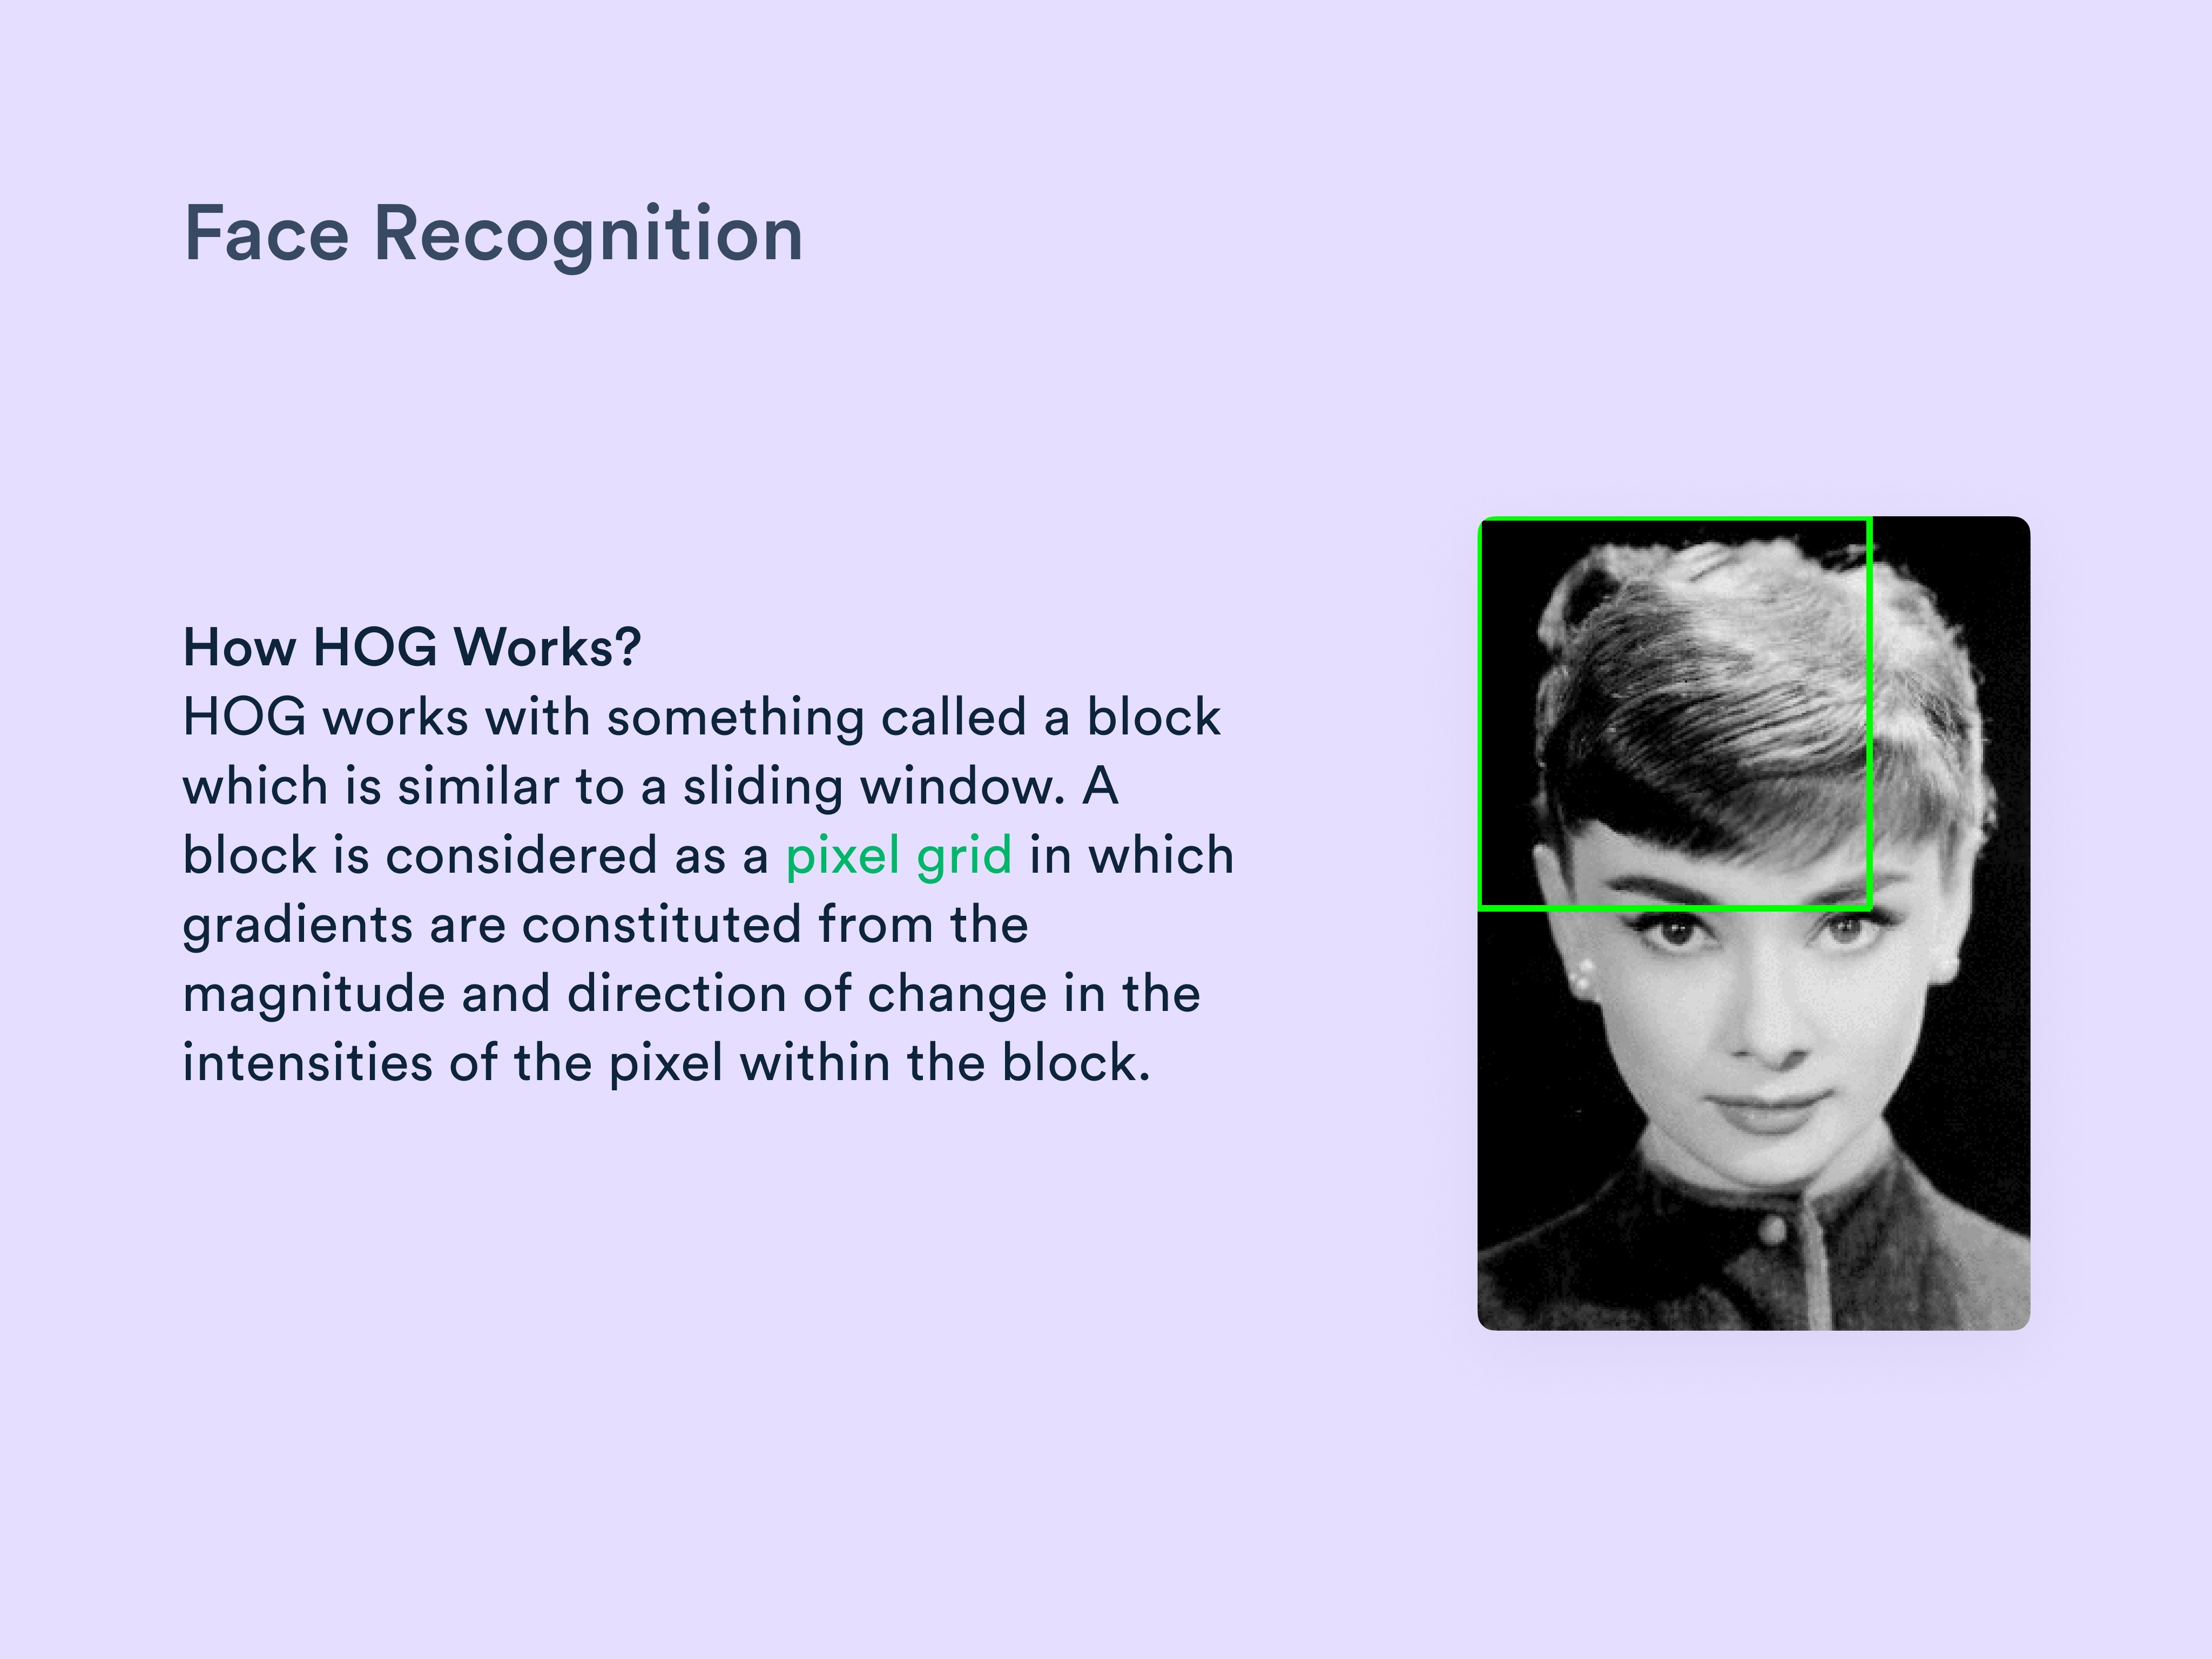 Face Recognition
How HOG Works?
HOG works with something called a block
which is similar to a sliding window. A
block is considered as a pixel grid in which
gradients are constituted from the
magnitude and direction of change in the
intensities of the pixel within the block.